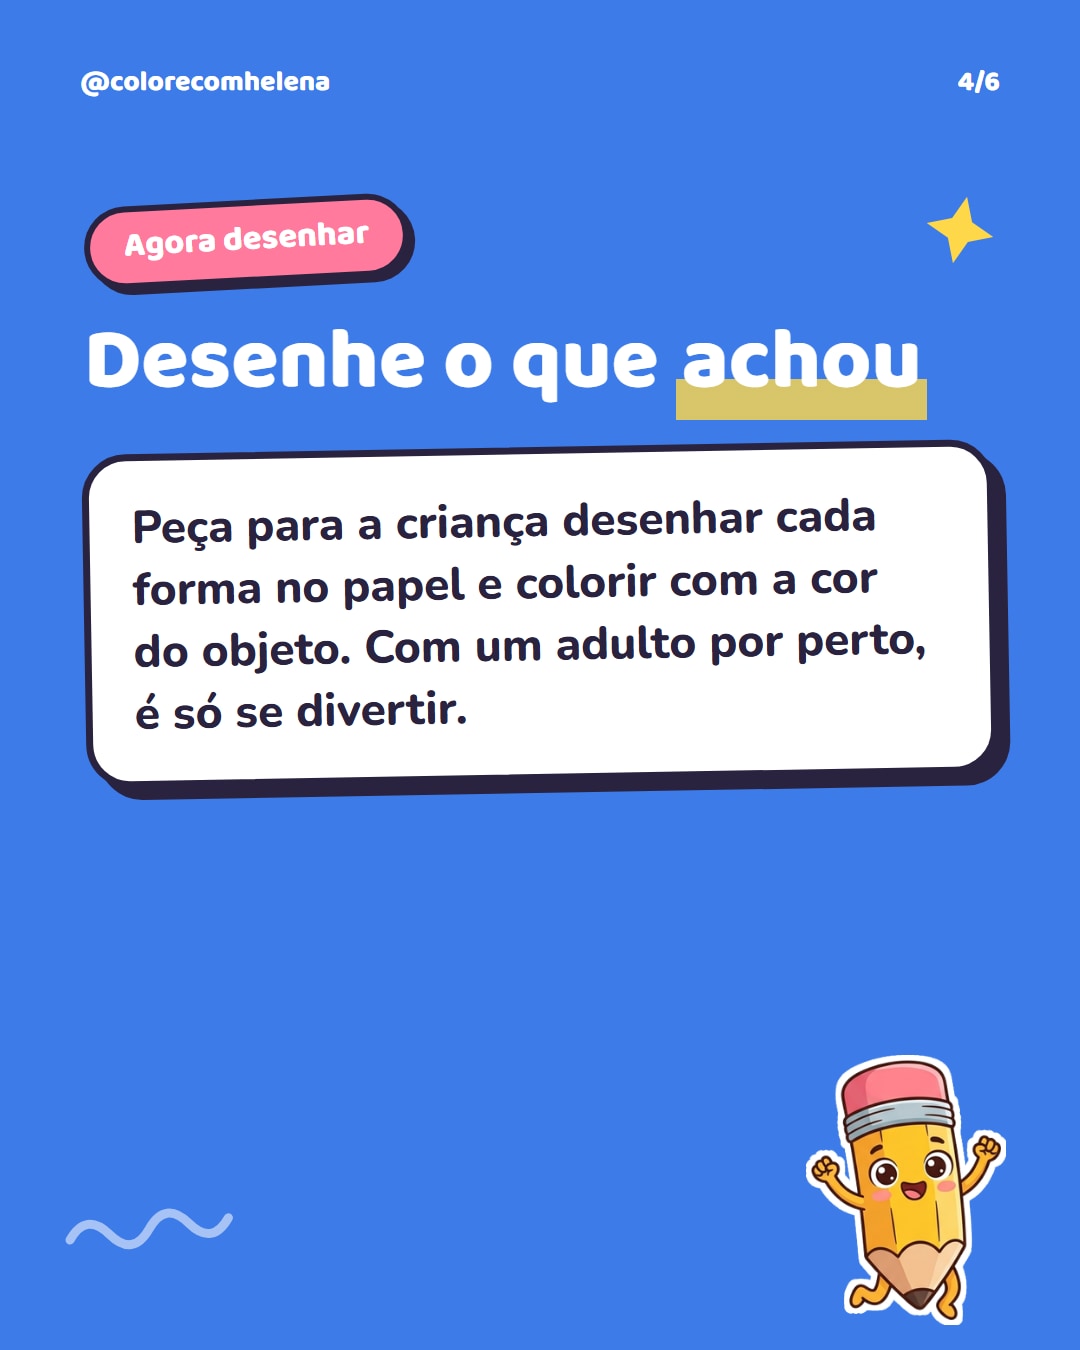 @colorecomhelena
4/6
Agora desenhar
Desenhe o que achou
Peça para a criança desenhar cada
forma no papel e colorir com a cor
do objeto. Com um adulto por perto,
é só se divertir.